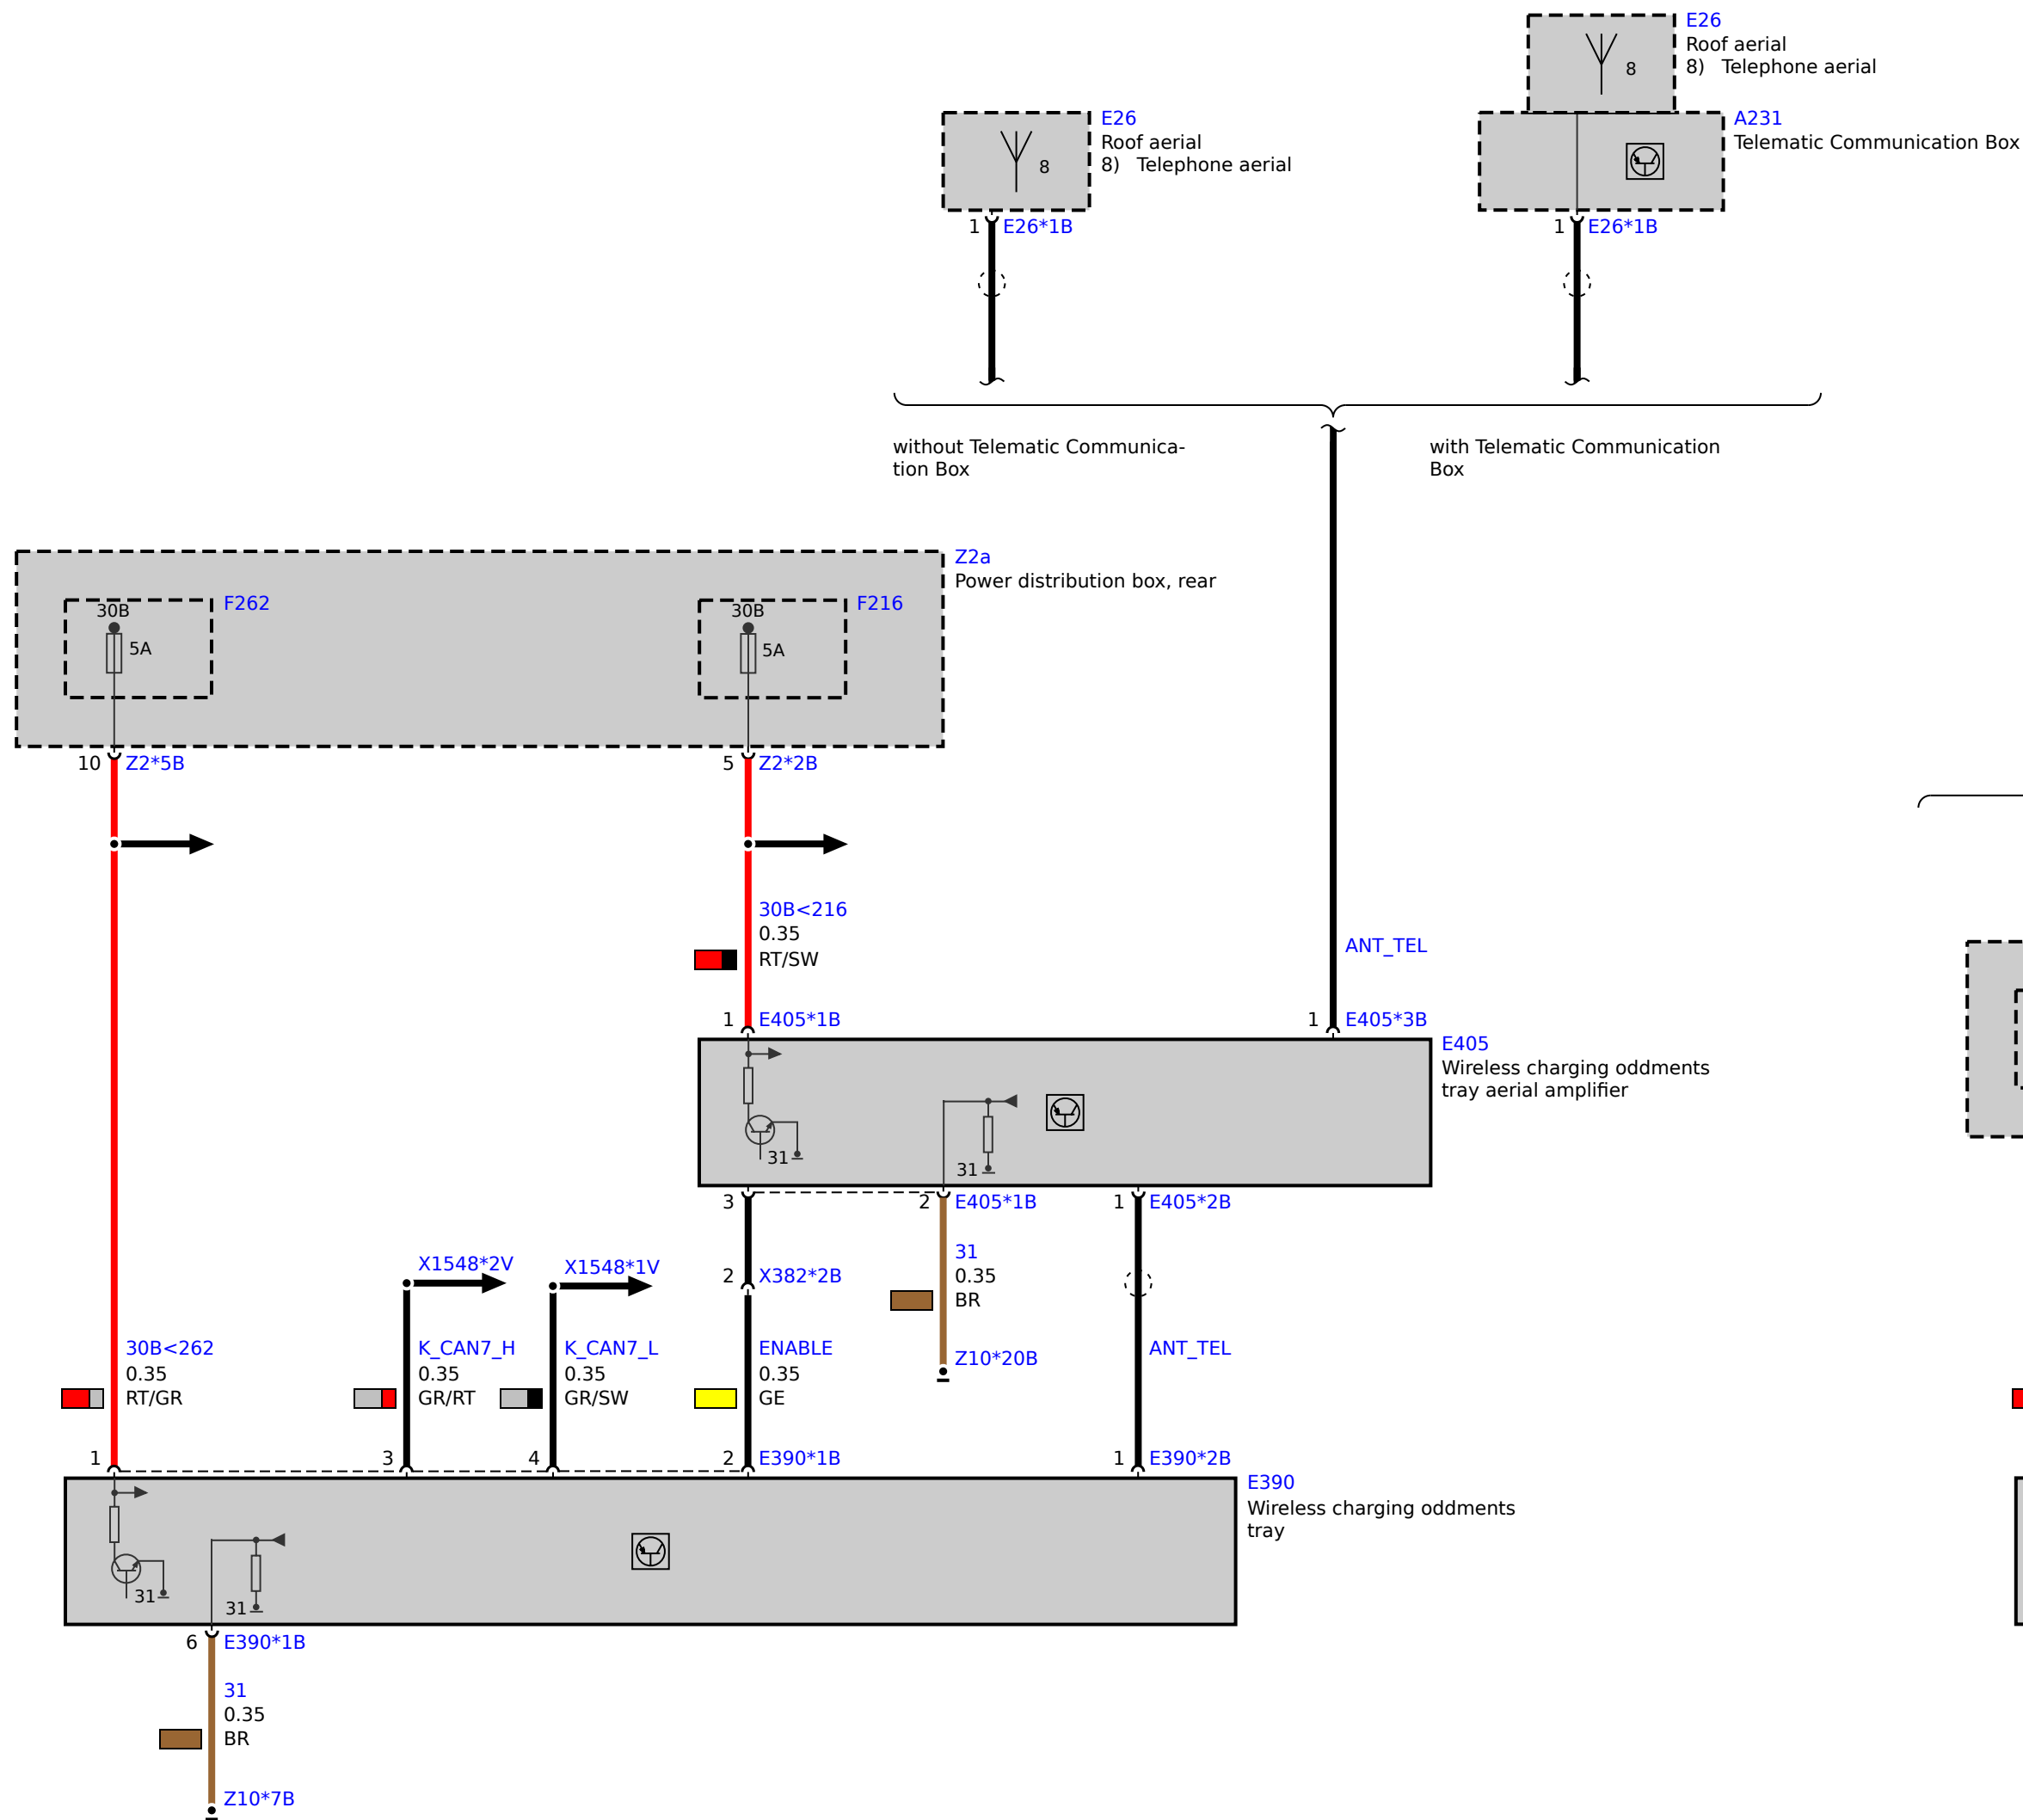 E26
Roof aerial
8) Telephone aerial
8
E26
Roof aerial
8) Telephone aerial
8
A231
Telematic Communication Box
1 E26*1B
1 E26*1B
without Telematic Communica-
tion Box
with Telematic Communication
Box
Z2a
Power distribution box, rear
30B
F262
5A
30B
F216
5A
10 Z2*5B
5 Z2*2B
30B<216
0.35
RT/SW
ANT_TEL
1 E405*1B
1 E405*3B
E405
Wireless charging oddments
tray aerial amplifier
31
31
3
2 E405*1B
1 E405*2B
X1548*2V
X1548*1V
2 X382*2B
31
0.35
BR
Z10*20B
30B<262
0.35
RT/GR
K_CAN7_H
0.35
GR/RT
K_CAN7_L
0.35
GR/SW
ENABLE
0.35
GE
ANT_TEL
1
3
4
2 E390*1B
1 E390*2B
E390
Wireless charging oddments
tray
31
31
6 E390*1B
31
0.35
BR
Z10*7B